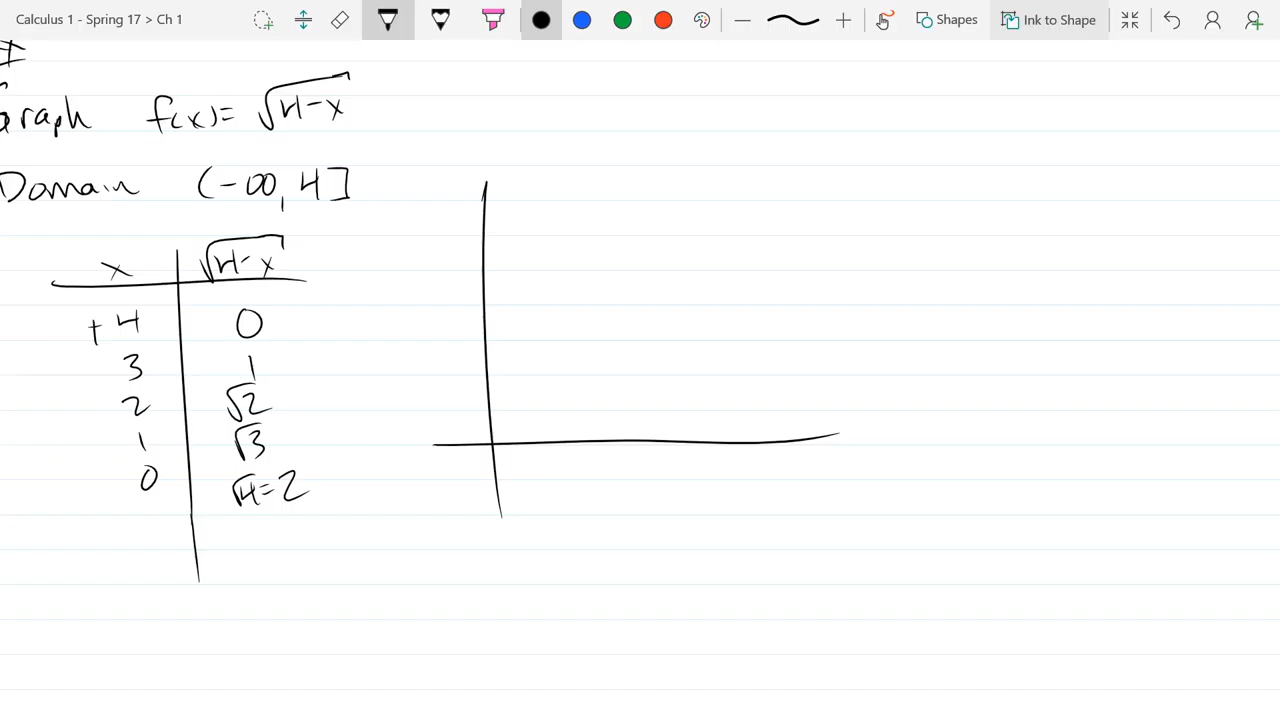 Calculus 1 - Spring 17 > Ch 1
Shapes
Ink to Shape
Graph f(x)= √4-x
Domain (-∞, 4]
x √4-x
+4 0
3 1
2 √2
1 √3
0 √4=2